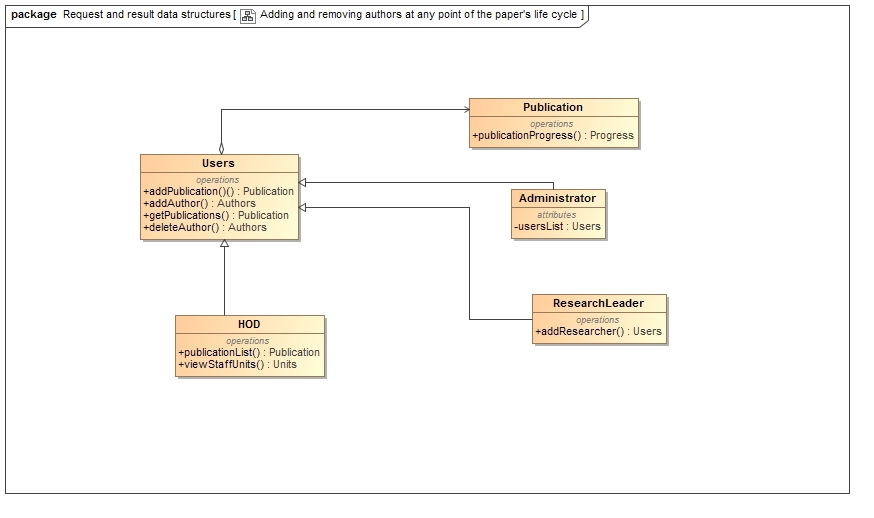 package Request and result data structures [ Adding and removing authors at any point of the paper's life cycle ]
Publication
operations
+publicationProgress() : Progress
Users
operations
+addPublication()() : Publication
+addAuthor() : Authors
+getPublications() : Publication
+deleteAuthor() : Authors
Administrator
attributes
-usersList : Users
ResearchLeader
operations
+addResearcher() : Users
HOD
operations
+publicationList() : Publication
+viewStaffUnits() : Units